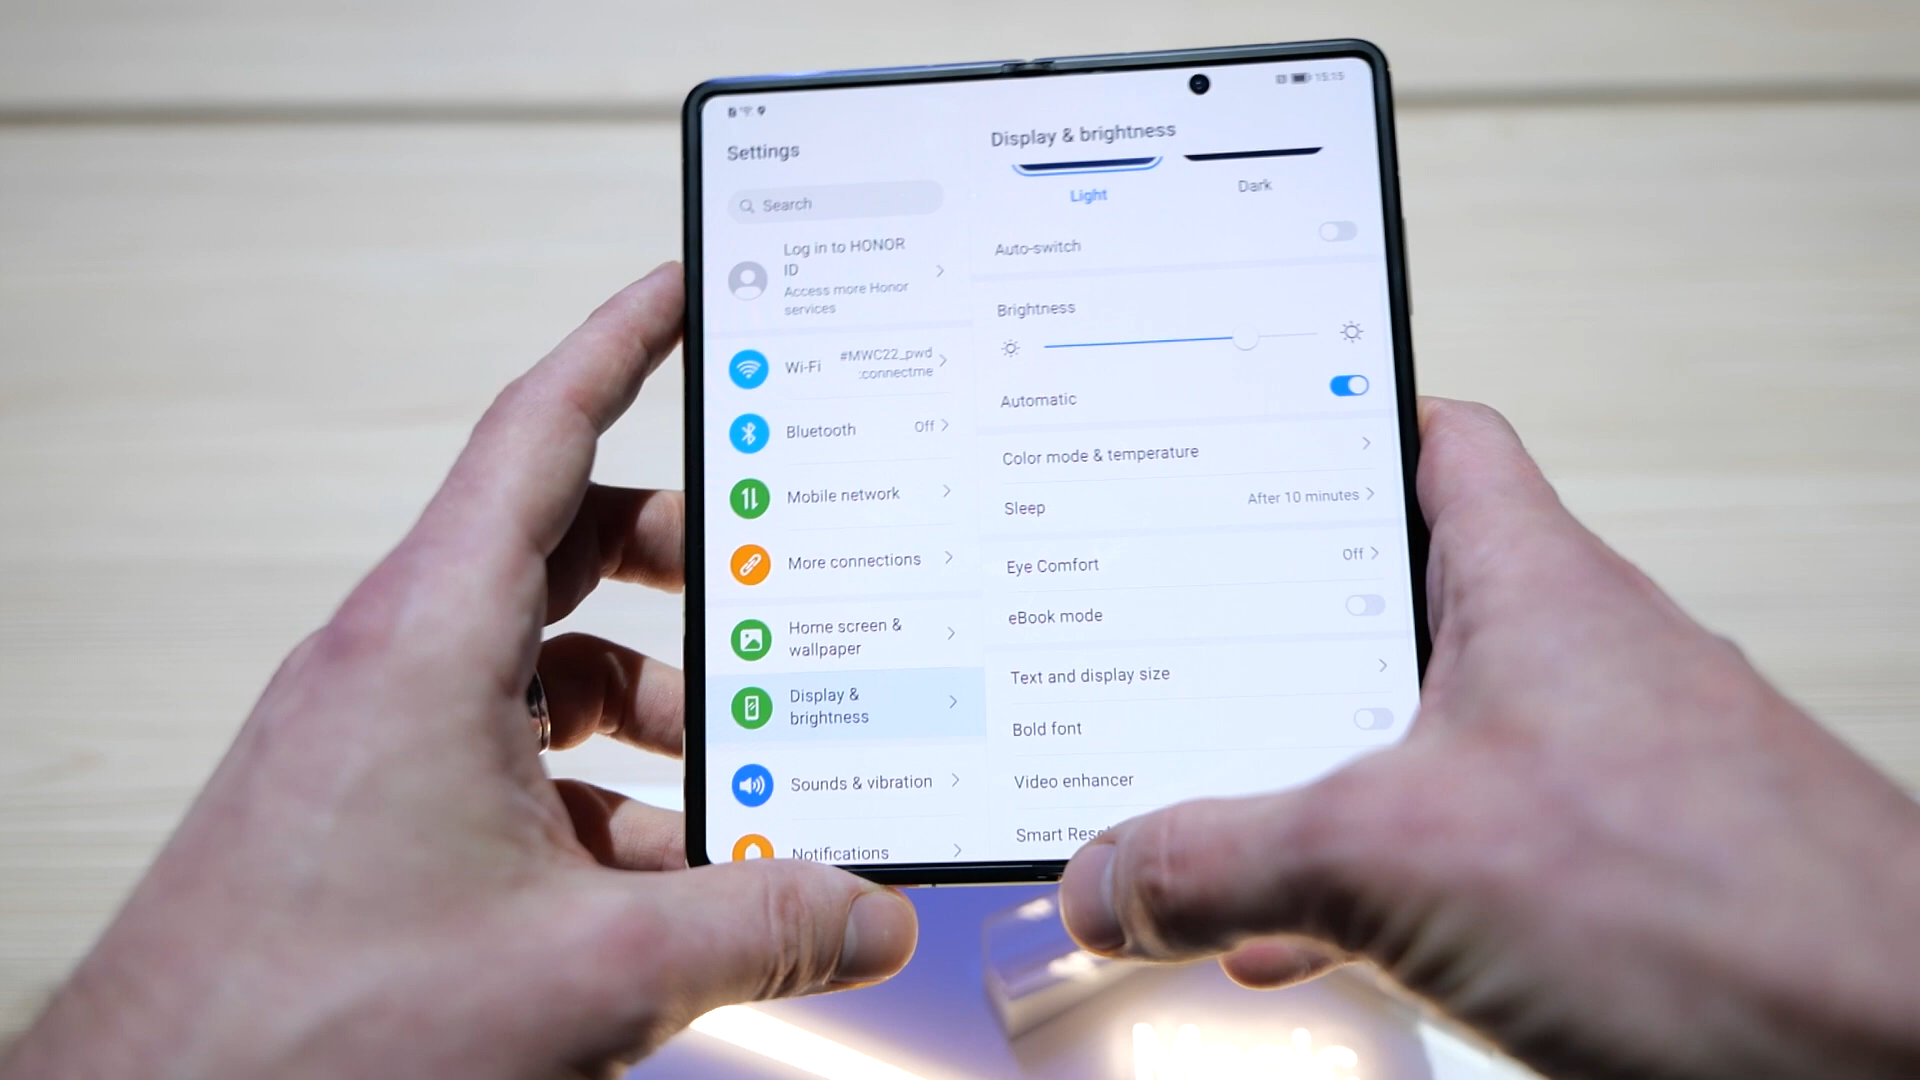 15:15
Settings
Search
Log in to HONOR
ID
Access more Honor
services
Wi-Fi
#MWC22_pwd
:connectme
Bluetooth
Off
Mobile network
More connections
Home screen &
wallpaper
Display &
brightness
Sounds & vibration
Notifications
Display & brightness
Light
Dark
Auto-switch
Brightness
Automatic
Color mode & temperature
Sleep
After 10 minutes
Eye Comfort
Off
eBook mode
Text and display size
Bold font
Video enhancer
Smart